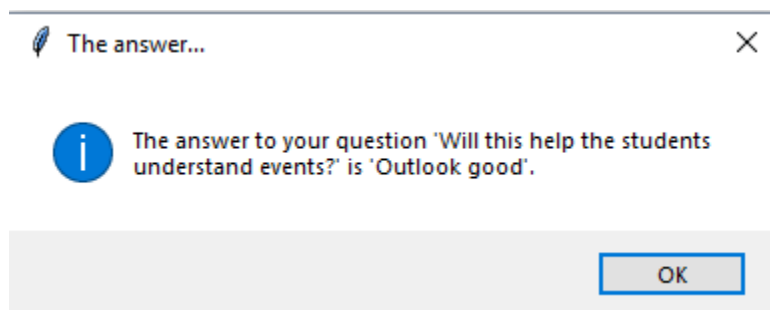 The answer...
The answer to your question 'Will this help the students
understand events?' is 'Outlook good'.
OK